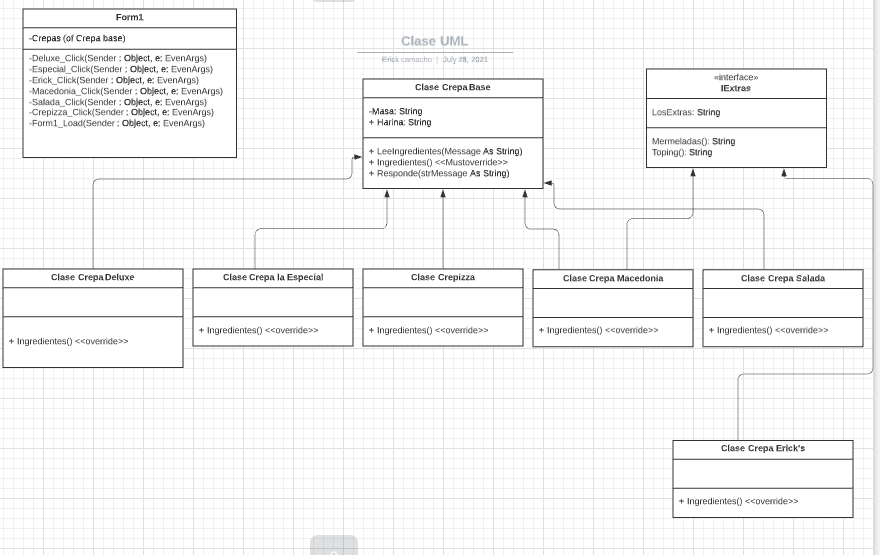 Form1
-Crepas (of Crepa base)
-Deluxe_Click(Sender : Object, e: EvenArgs)
-Especial_Click(Sender : Object, e: EvenArgs)
-Erick_Click(Sender : Object, e: EvenArgs)
-Macedonia_Click(Sender : Object, e: EvenArgs)
-Salada_Click(Sender : Object, e: EvenArgs)
-Crepizza_Click(Sender : Object, e: EvenArgs)
-Form1_Load(Sender : Object, e: EvenArgs)
Clase UML
Erick camacho | July 28, 2021
Clase Crepa Base
-Masa: String
+ Harina: String
+ LeeIngredientes(Message As String)
+ Ingredientes() <<Mustoverride>>
+ Responde(strMessage As String)
«interface»
IExtras
LosExtras: String
Mermeladas(): String
Toping(): String
Clase Crepa Deluxe
+ Ingredientes() <<override>>
Clase Crepa la Especial
+ Ingredientes() <<override>>
Clase Crepizza
+ Ingredientes() <<override>>
Clase Crepa Macedonia
+ Ingredientes() <<override>>
Clase Crepa Salada
+ Ingredientes() <<override>>
Clase Crepa Erick's
+ Ingredientes() <<override>>